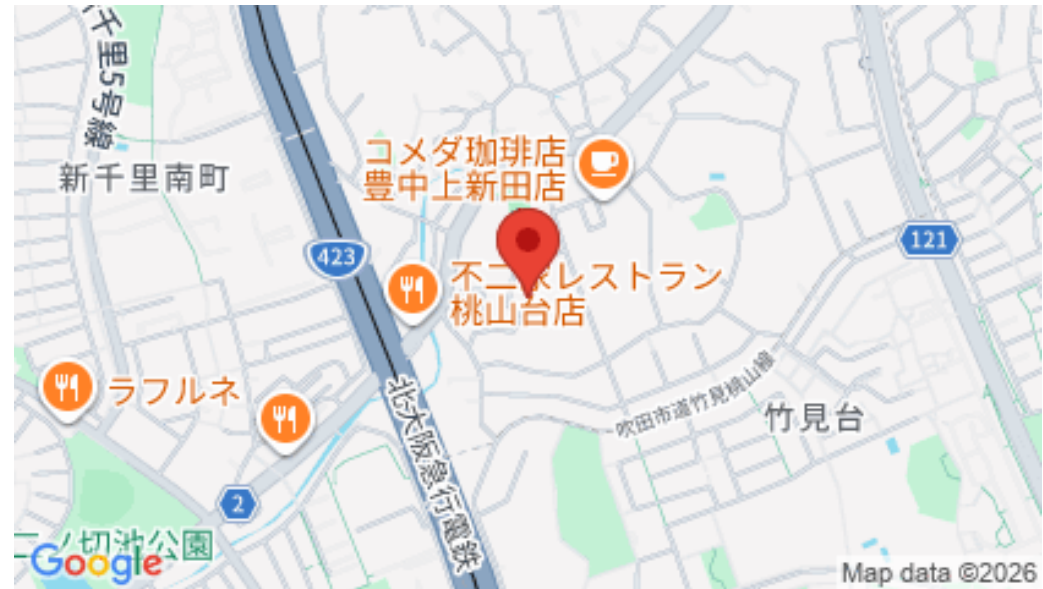 新千里5号線
コメダ珈琲店
豊中上新田店
新千里南町
423
121
不二家レストラン
桃山台店
ラフルネ
北大阪急行電鉄
吹田市道竹見桃山線
竹見台
2
二ノ切池公園
Google
Map data ©2026